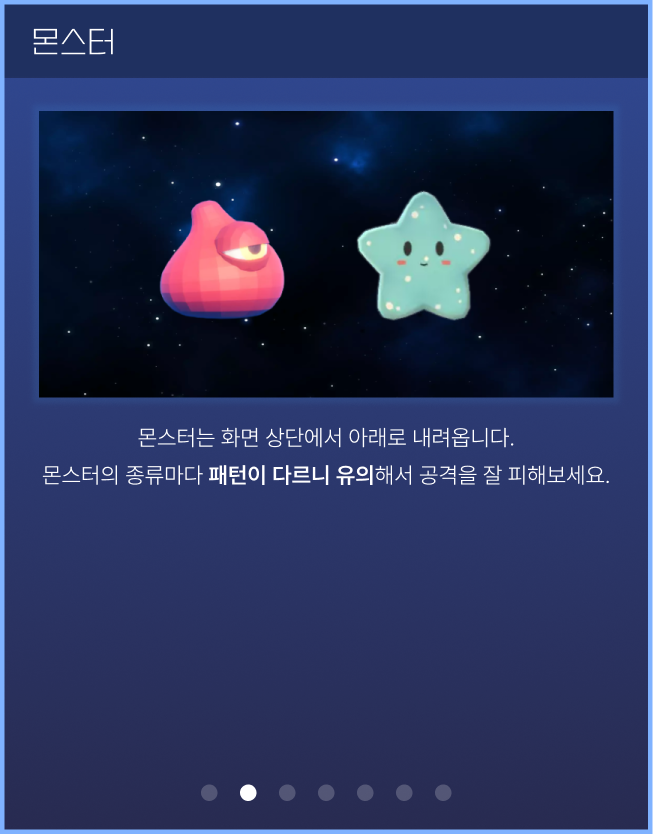 몬스터
몬스터는 화면 상단에서 아래로 내려옵니다.
몬스터의 종류마다 패턴이 다르니 유의해서 공격을 잘 피해보세요.